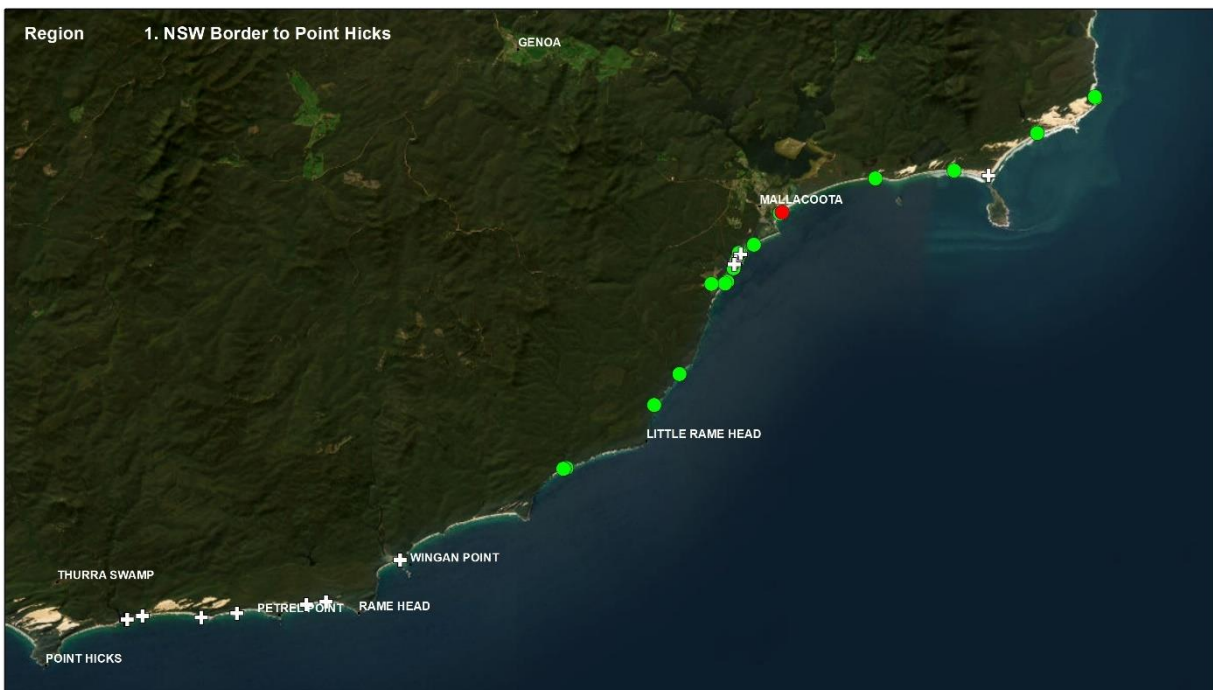 Region 1. NSW Border to Point Hicks
GENOA
MALLACOOTA
LITTLE RAME HEAD
WINGAN POINT
THURRA SWAMP
PETREL POINT
RAME HEAD
POINT HICKS